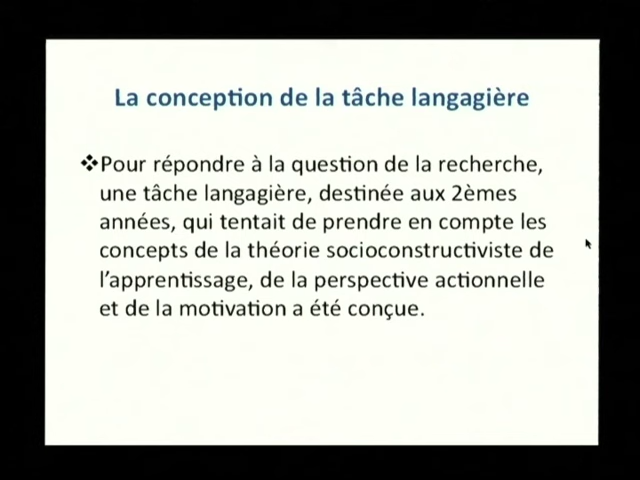 La conception de la tâche langagière
❖Pour répondre à la question de la recherche,
une tâche langagière, destinée aux 2èmes
années, qui tentait de prendre en compte les
concepts de la théorie socioconstructiviste de
l'apprentissage, de la perspective actionnelle
et de la motivation a été conçue.